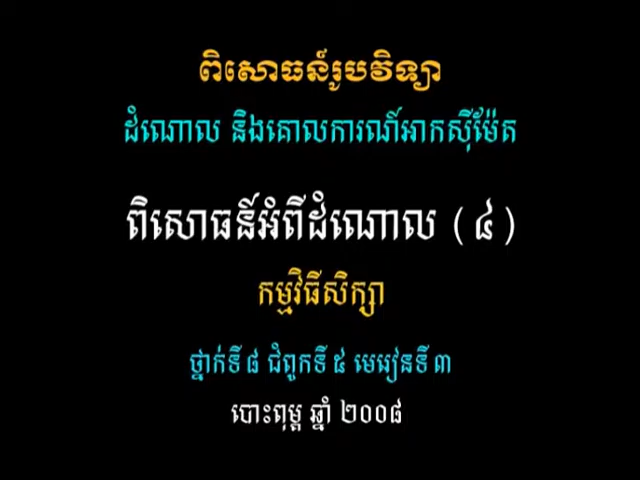 ពិសោធន៍រូបវិទ្យា
ដំណោល និងគោលការណ៍អាកស៊ីម៉ែត
ពិសោធន៍អំពីដំណោល (៤)
កម្មវិធីសិក្សា
ថ្នាក់ទី ៨ ជំពូកទី ៥ មេរៀនទី ៣
បោះពុម្ព ឆ្នាំ ២០០៨